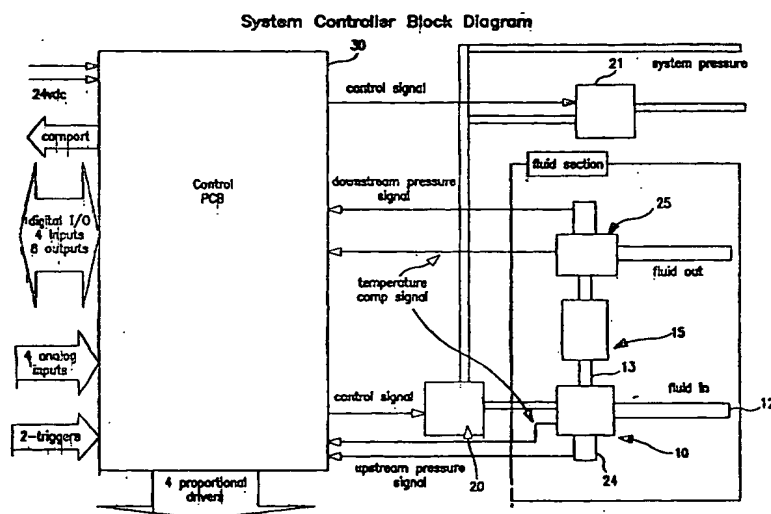 System Controller Block Diagram
30
system pressure
24vdc
control signal
21
comport
fluid section
Control
PCB
downstream pressure
signal
25
digital I/O
4 inputs
8 outputs
fluid out
temperature
comp signal
15
4 analog
inputs
13
fluid in
12
control signal
2-triggers
10
20
24
upstream pressure
signal
4 proportional
drivers